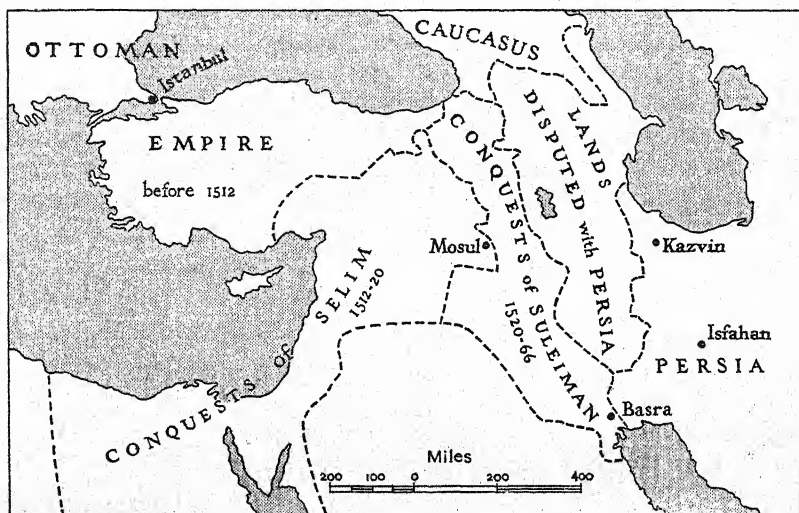 OTTOMAN
Istanbul
CAUCASUS
EMPIRE
before 1512
CONQUESTS of SULEIMAN
1520-66
LANDS
DISPUTED with PERSIA
Mosul
Kazvin
CONQUESTS of SELIM
1512-20
Isfahan
PERSIA
Basra
Miles
200 100 0 200 400